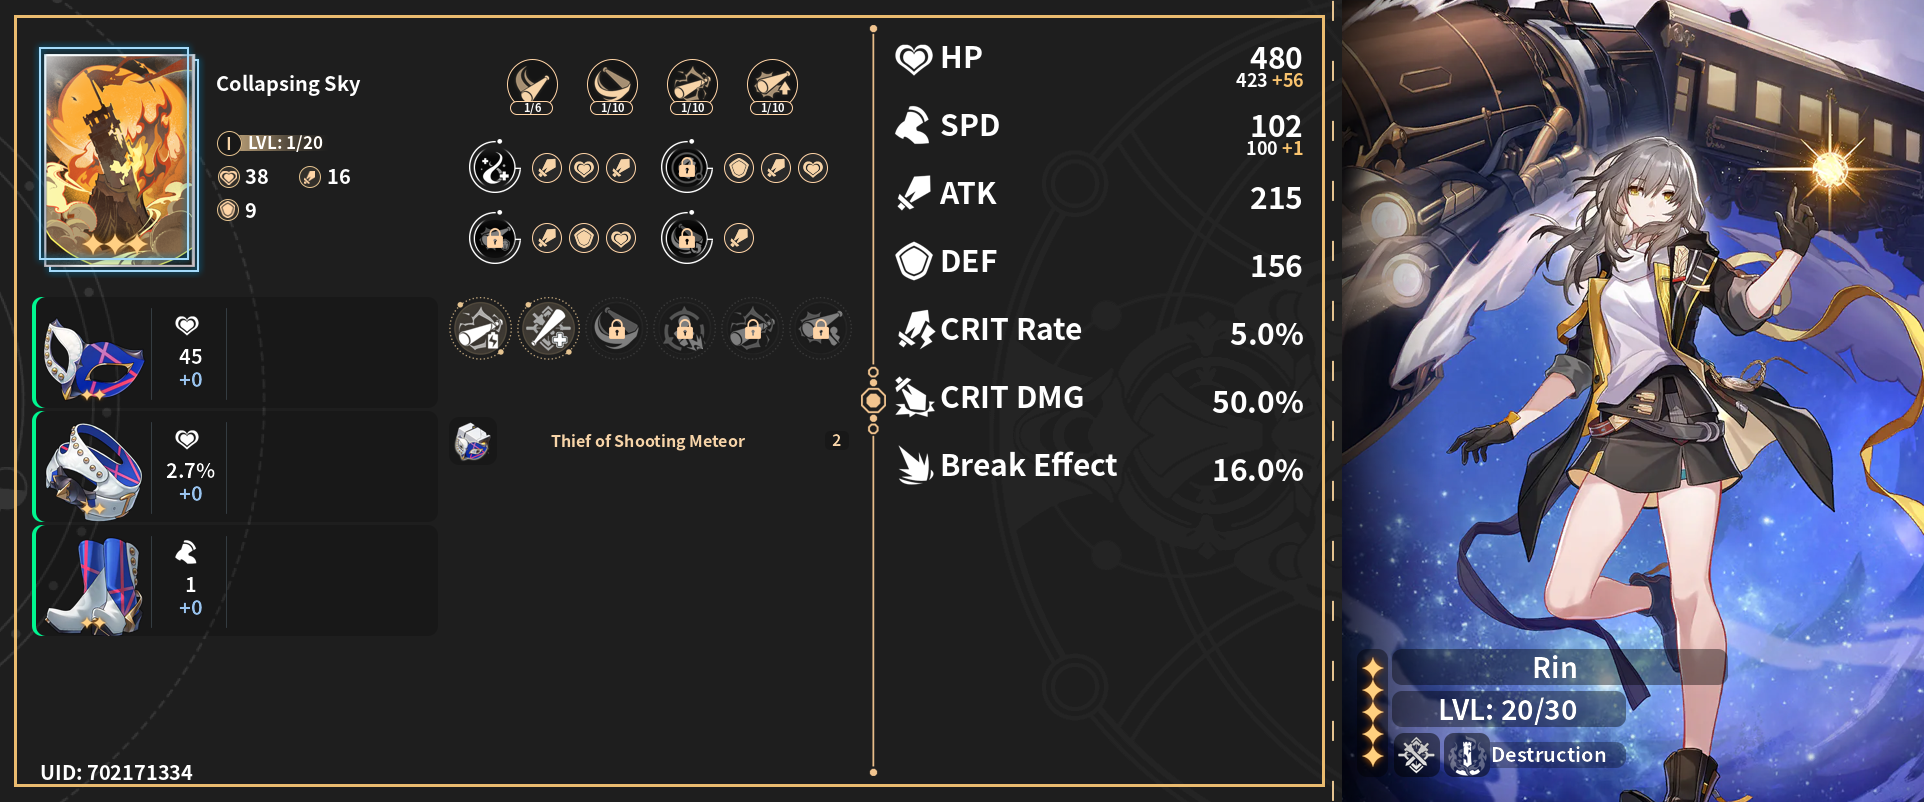 Collapsing Sky
I LVL: 1/20
38 16
9
1/6 1/10 1/10 1/10
45
+0
2.7%
+0
1
+0
Thief of Shooting Meteor 2
UID: 702171334
HP 480
423 +56
SPD 102
100 +1
ATK 215
DEF 156
CRIT Rate 5.0%
CRIT DMG 50.0%
Break Effect 16.0%
Rin
LVL: 20/30
Destruction